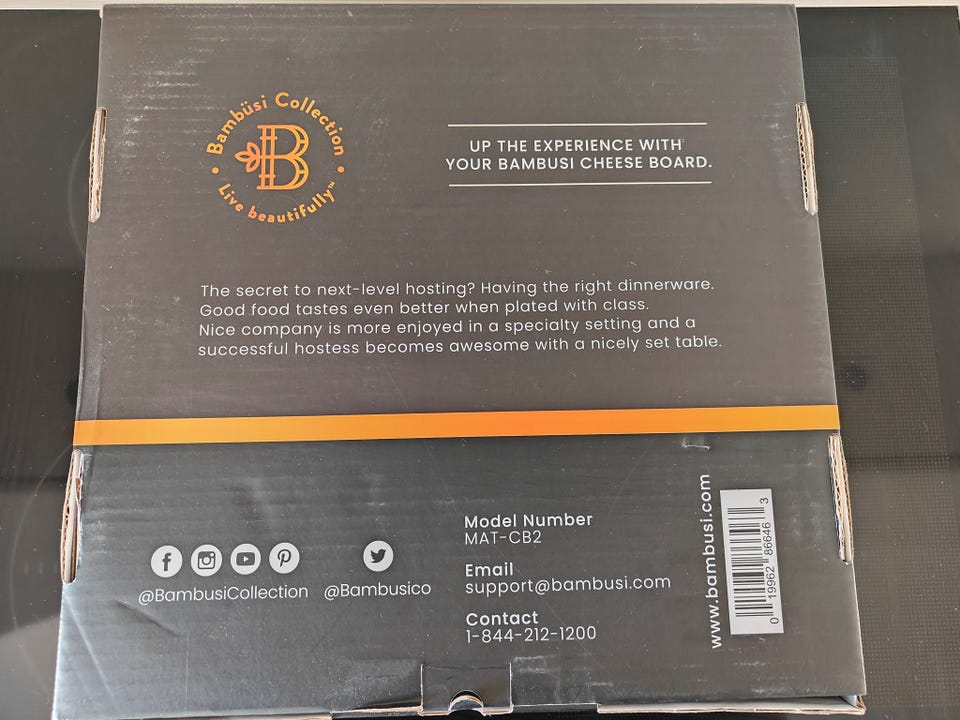 Bambüsi Collection
B
Live beautifully™
UP THE EXPERIENCE WITH
YOUR BAMBUSI CHEESE BOARD.
The secret to next-level hosting? Having the right dinnerware.
Good food tastes even better when plated with class.
Nice company is more enjoyed in a specialty setting and a
successful hostess becomes awesome with a nicely set table.
@BambusiCollection
@Bambusico
Model Number
MAT-CB2
Email
support@bambusi.com
Contact
1-844-212-1200
www.bambusi.com
0 19962 86646 3